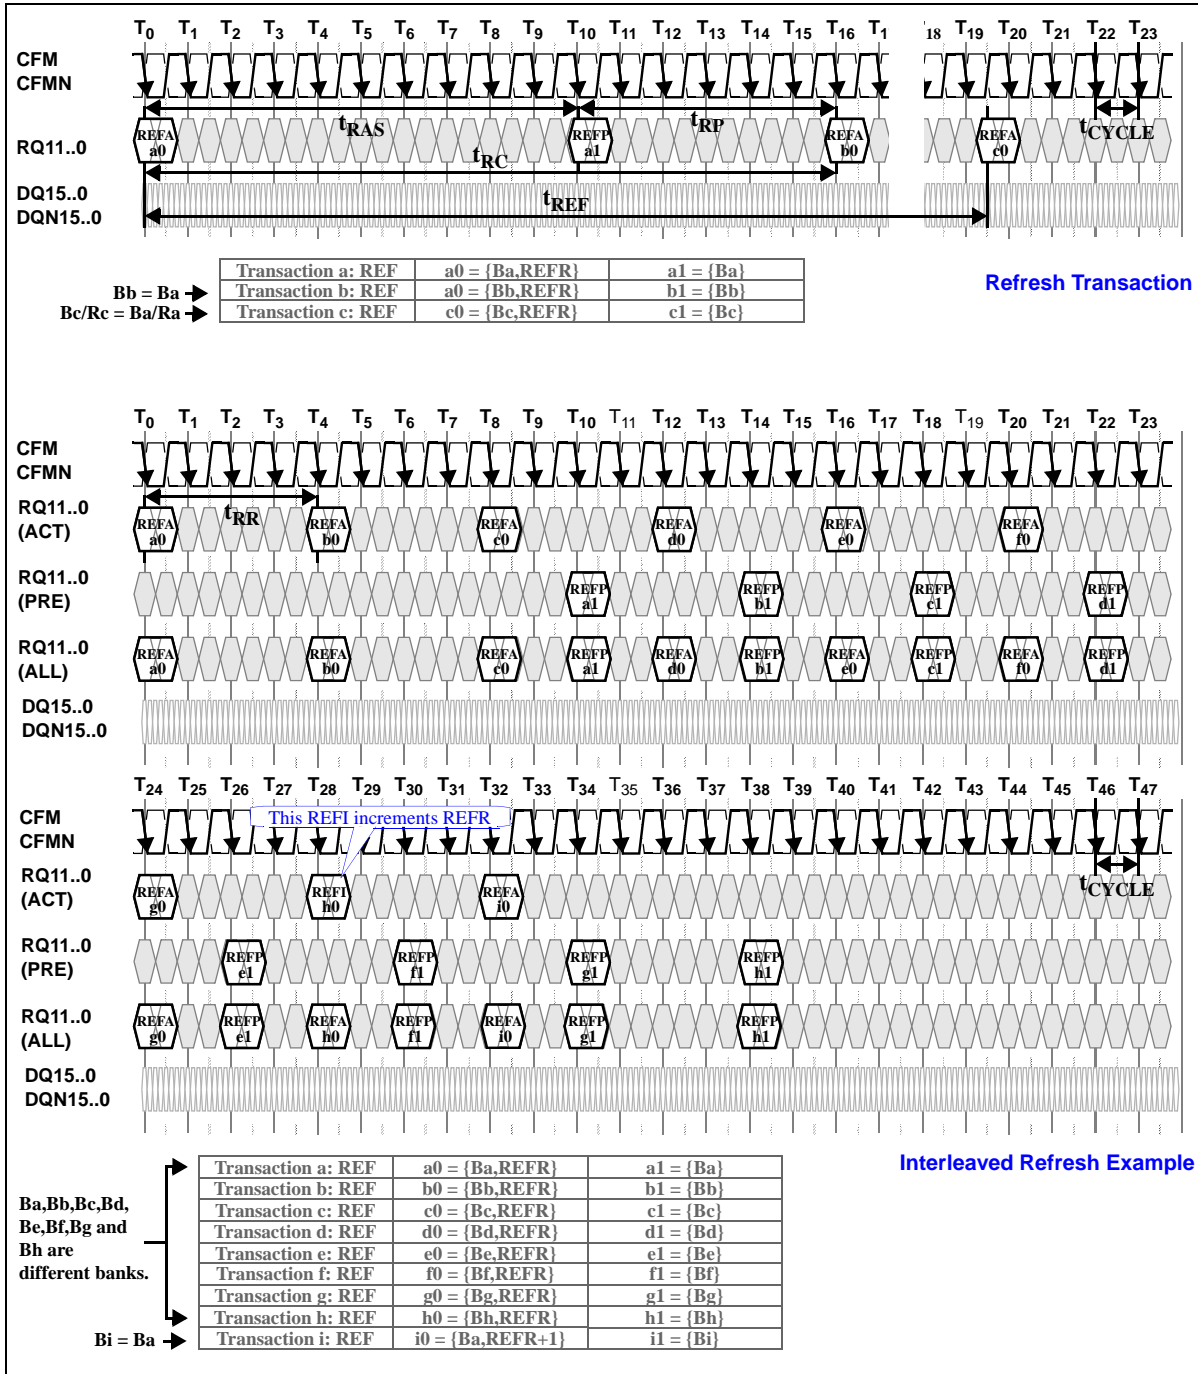 T0 T1 T2 T3 T4 T5 T6 T7 T8 T9 T10 T11 T12 T13 T14 T15 T16 T1 18 T19 T20 T21 T22 T23
CFM
CFMN
tRAS tRP tCYCLE
RQ11..0
REFA a0 REFP a1 REFA b0 REFA c0
tRC
DQ15..0
DQN15..0
tREF
Transaction a: REF a0 = {Ba,REFR} a1 = {Ba}
Bb = Ba Transaction b: REF a0 = {Bb,REFR} b1 = {Bb}
Bc/Rc = Ba/Ra Transaction c: REF c0 = {Bc,REFR} c1 = {Bc}
Refresh Transaction
T0 T1 T2 T3 T4 T5 T6 T7 T8 T9 T10 T11 T12 T13 T14 T15 T16 T17 T18 T19 T20 T21 T22 T23
CFM
CFMN
tRR
RQ11..0
(ACT)
REFA a0 REFA b0 REFA c0 REFA d0 REFA e0 REFA f0
RQ11..0
(PRE)
REFP a1 REFP b1 REFP c1 REFP d1
RQ11..0
(ALL)
REFA a0 REFA b0 REFA c0 REFP a1 REFA d0 REFP b1 REFA e0 REFP c1 REFA f0 REFP d1
DQ15..0
DQN15..0
T24 T25 T26 T27 T28 T29 T30 T31 T32 T33 T34 T35 T36 T37 T38 T39 T40 T41 T42 T43 T44 T45 T46 T47
CFM
CFMN
This REFI increments REFR
RQ11..0
(ACT)
REFA g0 REFI h0 REFA i0
tCYCLE
RQ11..0
(PRE)
REFP e1 REFP f1 REFP g1 REFP h1
RQ11..0
(ALL)
REFA g0 REFP e1 REFA h0 REFP f1 REFA i0 REFP g1 REFP h1
DQ15..0
DQN15..0
Interleaved Refresh Example
Ba,Bb,Bc,Bd,
Be,Bf,Bg and
Bh are
different banks.
Transaction a: REF a0 = {Ba,REFR} a1 = {Ba}
Transaction b: REF b0 = {Bb,REFR} b1 = {Bb}
Transaction c: REF c0 = {Bc,REFR} c1 = {Bc}
Transaction d: REF d0 = {Bd,REFR} d1 = {Bd}
Transaction e: REF e0 = {Be,REFR} e1 = {Be}
Transaction f: REF f0 = {Bf,REFR} f1 = {Bf}
Transaction g: REF g0 = {Bg,REFR} g1 = {Bg}
Transaction h: REF h0 = {Bh,REFR} h1 = {Bh}
Bi = Ba Transaction i: REF i0 = {Ba,REFR+1} i1 = {Bi}